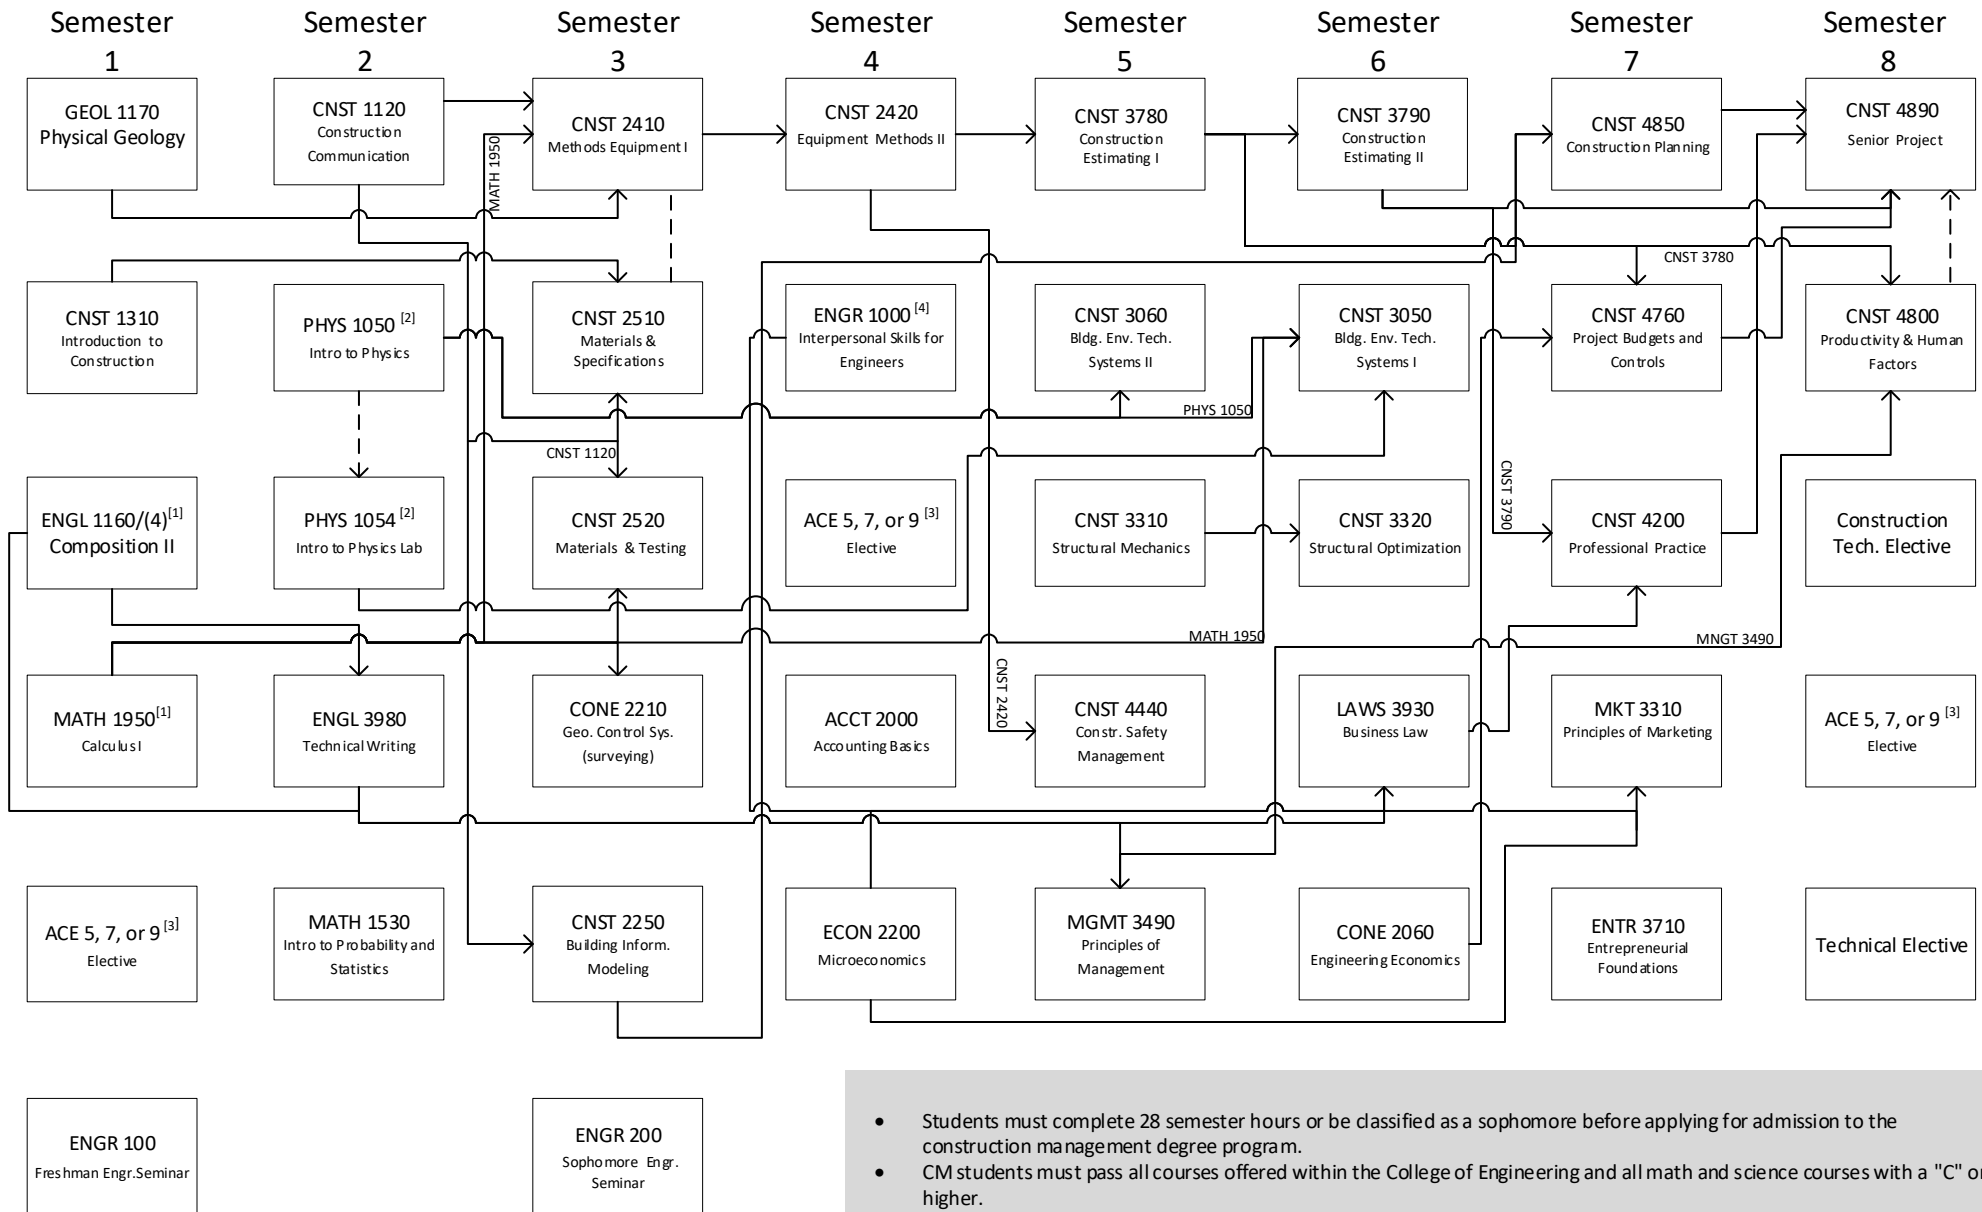 Semester
1
Semester
2
Semester
3
Semester
4
Semester
5
Semester
6
Semester
7
Semester
8
GEOL 1170
Physical Geology
CNST 1120
Construction
Communication
MATH 1950
CNST 2410
Methods Equipment I
CNST 2420
Equipment Methods II
CNST 3780
Construction
Estimating I
CNST 3790
Construction
Estimating II
CNST 4850
Construction Planning
CNST 4890
Senior Project
CNST 3780
CNST 1310
Introduction to
Construction
PHYS 1050 [2]
Intro to Physics
CNST 2510
Materials &
Specifications
ENGR 1000 [4]
Interpersonal Skills for
Engineers
CNST 3060
Bldg. Env. Tech.
Systems II
CNST 3050
Bldg. Env. Tech.
Systems I
CNST 4760
Project Budgets and
Controls
CNST 4800
Productivity & Human
Factors
PHYS 1050
CNST 1120
ENGL 1160/(4)[1]
Composition II
PHYS 1054 [2]
Intro to Physics Lab
CNST 2520
Materials & Testing
ACE 5, 7, or 9 [3]
Elective
CNST 3310
Structural Mechanics
CNST 3320
Structural Optimization
CNST 3790
CNST 4200
Professional Practice
Construction
Tech. Elective
MATH 1950
MNGT 3490
MATH 1950[1]
Calculus I
ENGL 3980
Technical Writing
CONE 2210
Geo. Control Sys.
(surveying)
ACCT 2000
Accounting Basics
CNST 2420
CNST 4440
Constr. Safety
Management
LAWS 3930
Business Law
MKT 3310
Principles of Marketing
ACE 5, 7, or 9 [3]
Elective
ACE 5, 7, or 9 [3]
Elective
MATH 1530
Intro to Probability and
Statistics
CNST 2250
Building Inform.
Modeling
ECON 2200
Microeconomics
MGMT 3490
Principles of
Management
CONE 2060
Engineering Economics
ENTR 3710
Entrepreneurial
Foundations
Technical Elective
ENGR 100
Freshman Engr.Seminar
ENGR 200
Sophomore Engr.
Seminar
• Students must complete 28 semester hours or be classified as a sophomore before applying for admission to the
construction management degree program.
• CM students must pass all courses offered within the College of Engineering and all math and science courses with a "C" or
higher.